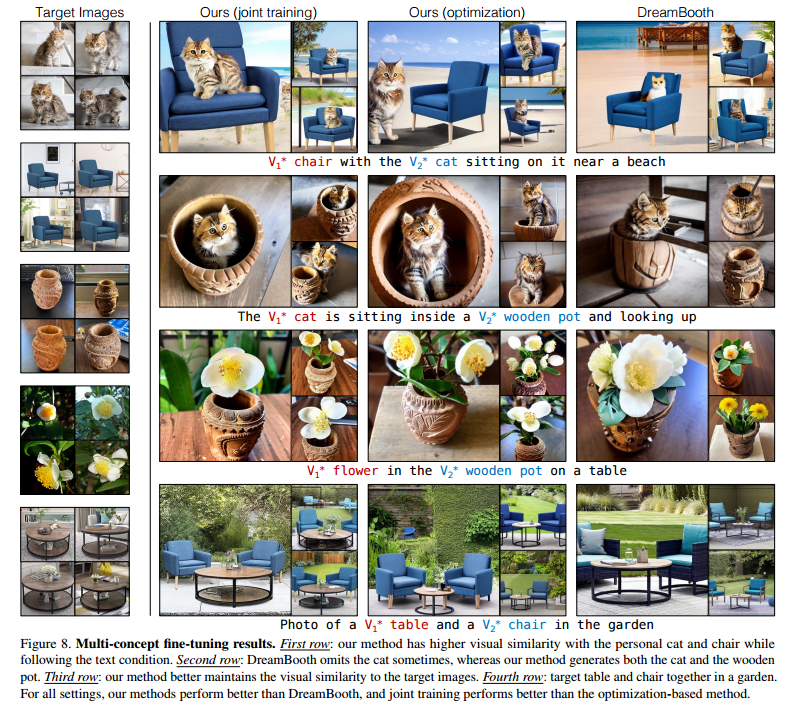 Target Images
Ours (joint training)
Ours (optimization)
DreamBooth
V₁* chair with the V₂* cat sitting on it near a beach
The V₁* cat is sitting inside a V₂* wooden pot and looking up
V₁* flower in the V₂* wooden pot on a table
Photo of a V₁* table and a V₂* chair in the garden
Figure 8. Multi-concept fine-tuning results. First row: our method has higher visual similarity with the personal cat and chair while
following the text condition. Second row: DreamBooth omits the cat sometimes, whereas our method generates both the cat and the wooden
pot. Third row: our method better maintains the visual similarity to the target images. Fourth row: target table and chair together in a garden.
For all settings, our methods perform better than DreamBooth, and joint training performs better than the optimization-based method.